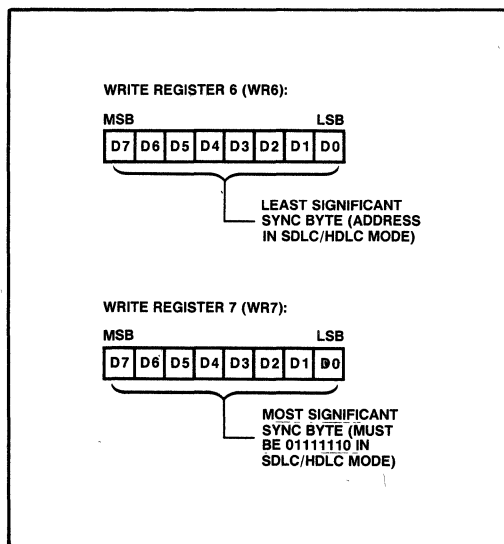 WRITE REGISTER 6 (WR6):
MSB LSB
D7 D6 D5 D4 D3 D2 D1 D0
LEAST SIGNIFICANT
SYNC BYTE (ADDRESS
IN SDLC/HDLC MODE)
WRITE REGISTER 7 (WR7):
MSB LSB
D7 D6 D5 D4 D3 D2 D1 D0
MOST SIGNIFICANT
SYNC BYTE (MUST
BE 01111110 IN
SDLC/HDLC MODE)